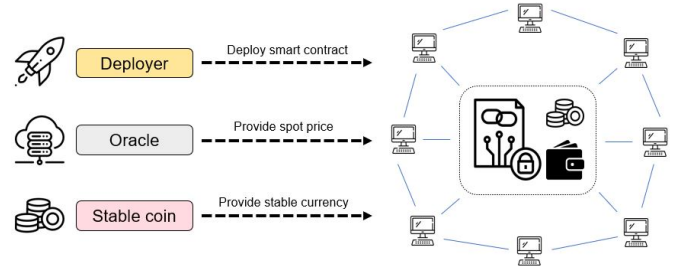 Deployer
Deploy smart contract
Oracle
Provide spot price
Stable coin
Provide stable currency